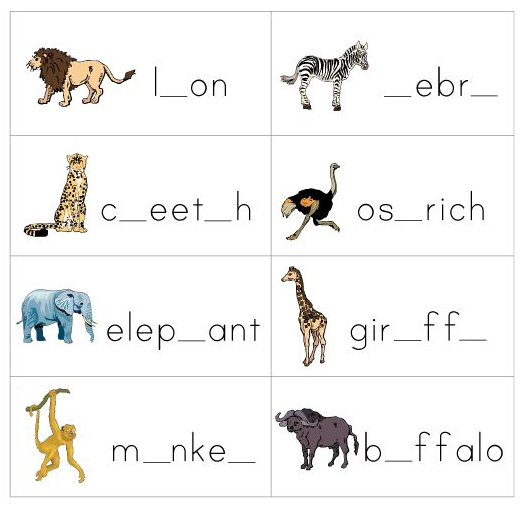 l_on
_ebr_
c_eet_h
os_rich
elep_ant
gir_ff_
m_nke_
b_ffalo